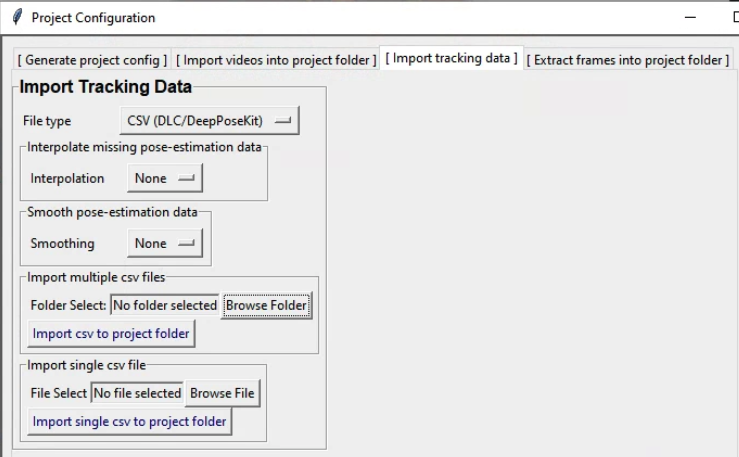 Project Configuration
[ Generate project config ] [ Import videos into project folder ] [ Import tracking data ] [ Extract frames into project folder ]
Import Tracking Data
File type CSV (DLC/DeepPoseKit)
Interpolate missing pose-estimation data
Interpolation None
Smooth pose-estimation data
Smoothing None
Import multiple csv files
Folder Select: No folder selected Browse Folder
Import csv to project folder
Import single csv file
File Select No file selected Browse File
Import single csv to project folder